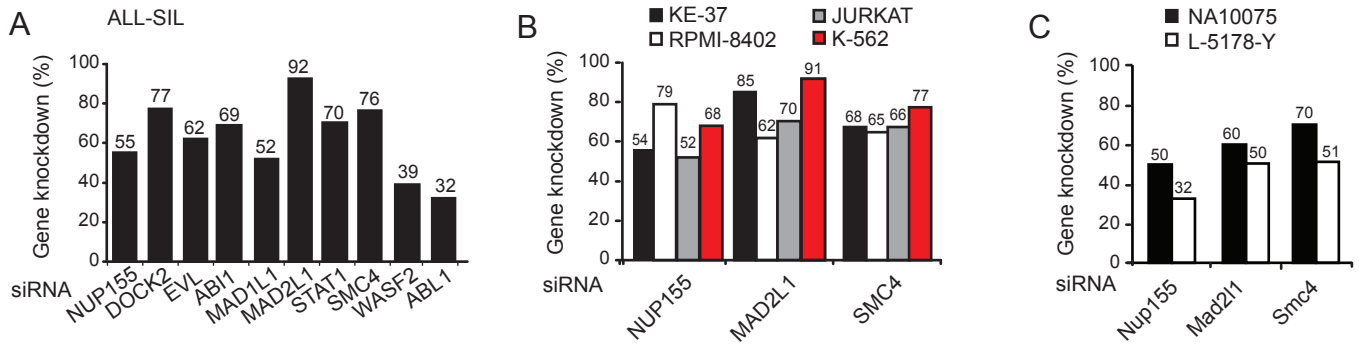 A
ALL-SIL
Gene knockdown (%)
100
80
60
40
20
0
55
77
62
69
52
92
70
76
39
32
siRNA
NUP155
DOCK2
EVL
ABI1
MAD1L1
MAD2L1
STAT1
SMC4
WASF2
ABL1
B
KE-37
JURKAT
RPMI-8402
K-562
Gene knockdown (%)
100
80
60
40
20
0
54
79
52
68
85
62
70
91
68
65
66
77
siRNA
NUP155
MAD2L1
SMC4
C
NA10075
L-5178-Y
Gene knockdown (%)
100
80
60
40
20
0
50
32
60
50
70
51
siRNA
Nup155
Mad2l1
Smc4